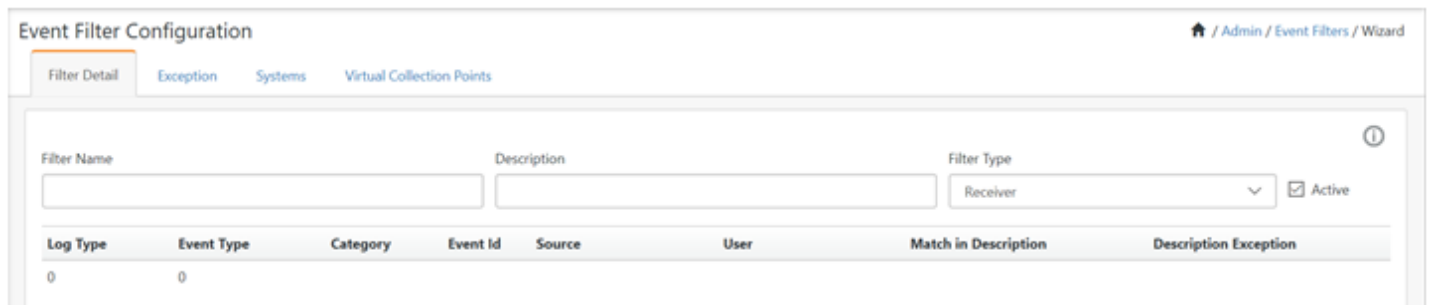 Event Filter Configuration / Admin / Event Filters / Wizard
Filter Detail Exception Systems Virtual Collection Points
Filter Name Description Filter Type
Receiver Active
Log Type Event Type Category Event Id Source User Match in Description Description Exception
0 0